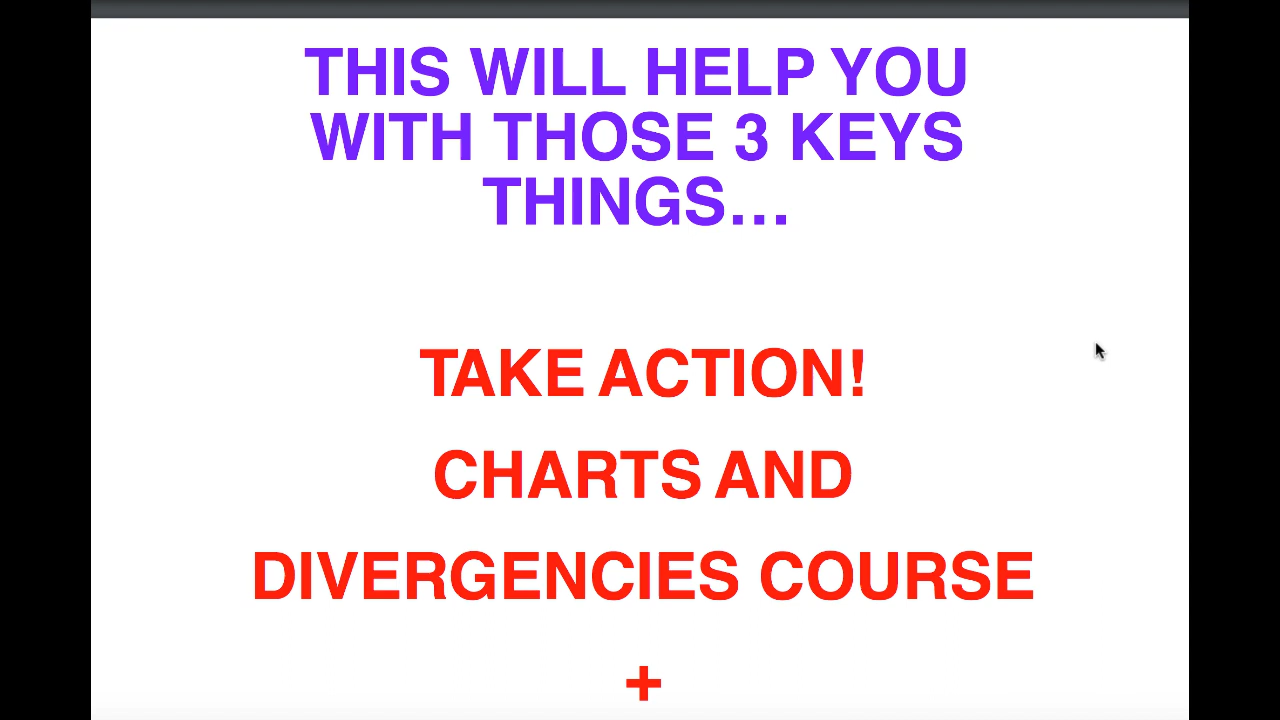 THIS WILL HELP YOU
WITH THOSE 3 KEYS
THINGS…
TAKE ACTION!
CHARTS AND
DIVERGENCIES COURSE
+